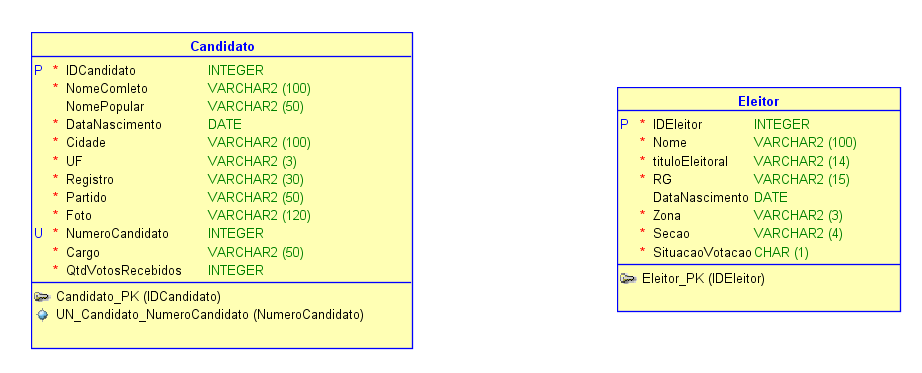 Candidato
P * IDCandidato INTEGER
* NomeComleto VARCHAR2 (100)
NomePopular VARCHAR2 (50)
* DataNascimento DATE
* Cidade VARCHAR2 (100)
* UF VARCHAR2 (3)
* Registro VARCHAR2 (30)
* Partido VARCHAR2 (50)
* Foto VARCHAR2 (120)
U * NumeroCandidato INTEGER
* Cargo VARCHAR2 (50)
* QtdVotosRecebidos INTEGER
Candidato_PK (IDCandidato)
UN_Candidato_NumeroCandidato (NumeroCandidato)
Eleitor
P * IDEleitor INTEGER
* Nome VARCHAR2 (100)
* tituloEleitoral VARCHAR2 (14)
* RG VARCHAR2 (15)
DataNascimento DATE
* Zona VARCHAR2 (3)
* Secao VARCHAR2 (4)
* SituacaoVotacao CHAR (1)
Eleitor_PK (IDEleitor)